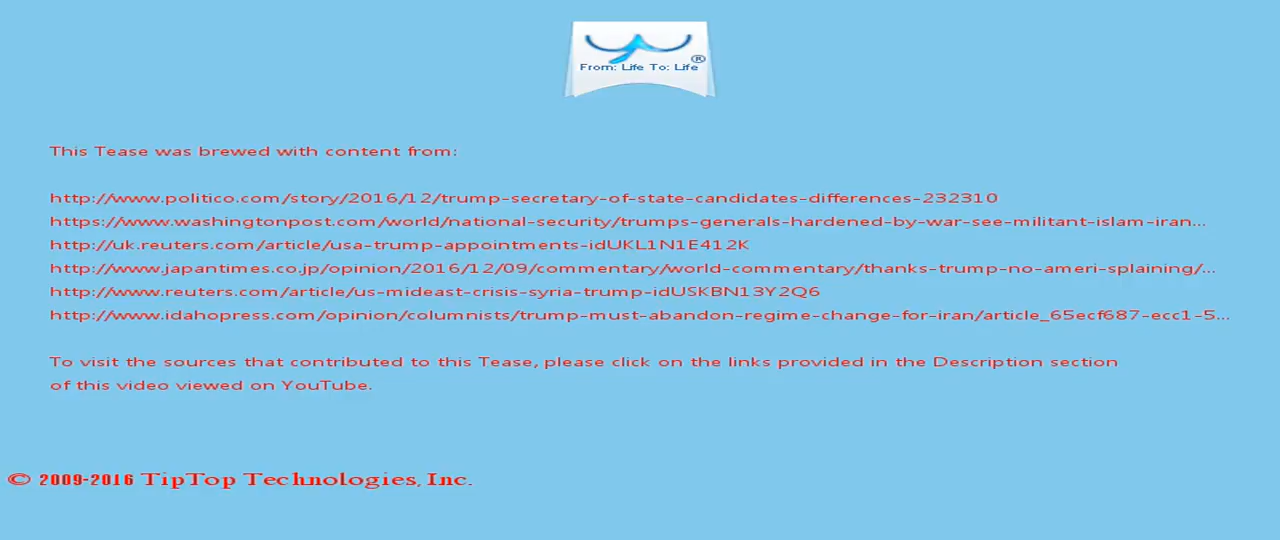 From: Life To: Life ®
This Tease was brewed with content from:
http://www.politico.com/story/2016/12/trump-secretary-of-state-candidates-differences-232310
https://www.washingtonpost.com/world/national-security/trumps-generals-hardened-by-war-see-militant-islam-iran...
http://uk.reuters.com/article/usa-trump-appointments-idUKL1N1E412K
http://www.japantimes.co.jp/opinion/2016/12/09/commentary/world-commentary/thanks-trump-no-ameri-splaining/...
http://www.reuters.com/article/us-mideast-crisis-syria-trump-idUSKBN13Y2Q6
http://www.idahopress.com/opinion/columnists/trump-must-abandon-regime-change-for-iran/article_65ecf687-ecc1-5...
To visit the sources that contributed to this Tease, please click on the links provided in the Description section
of this video viewed on YouTube.
© 2009-2016 TipTop Technologies, Inc.